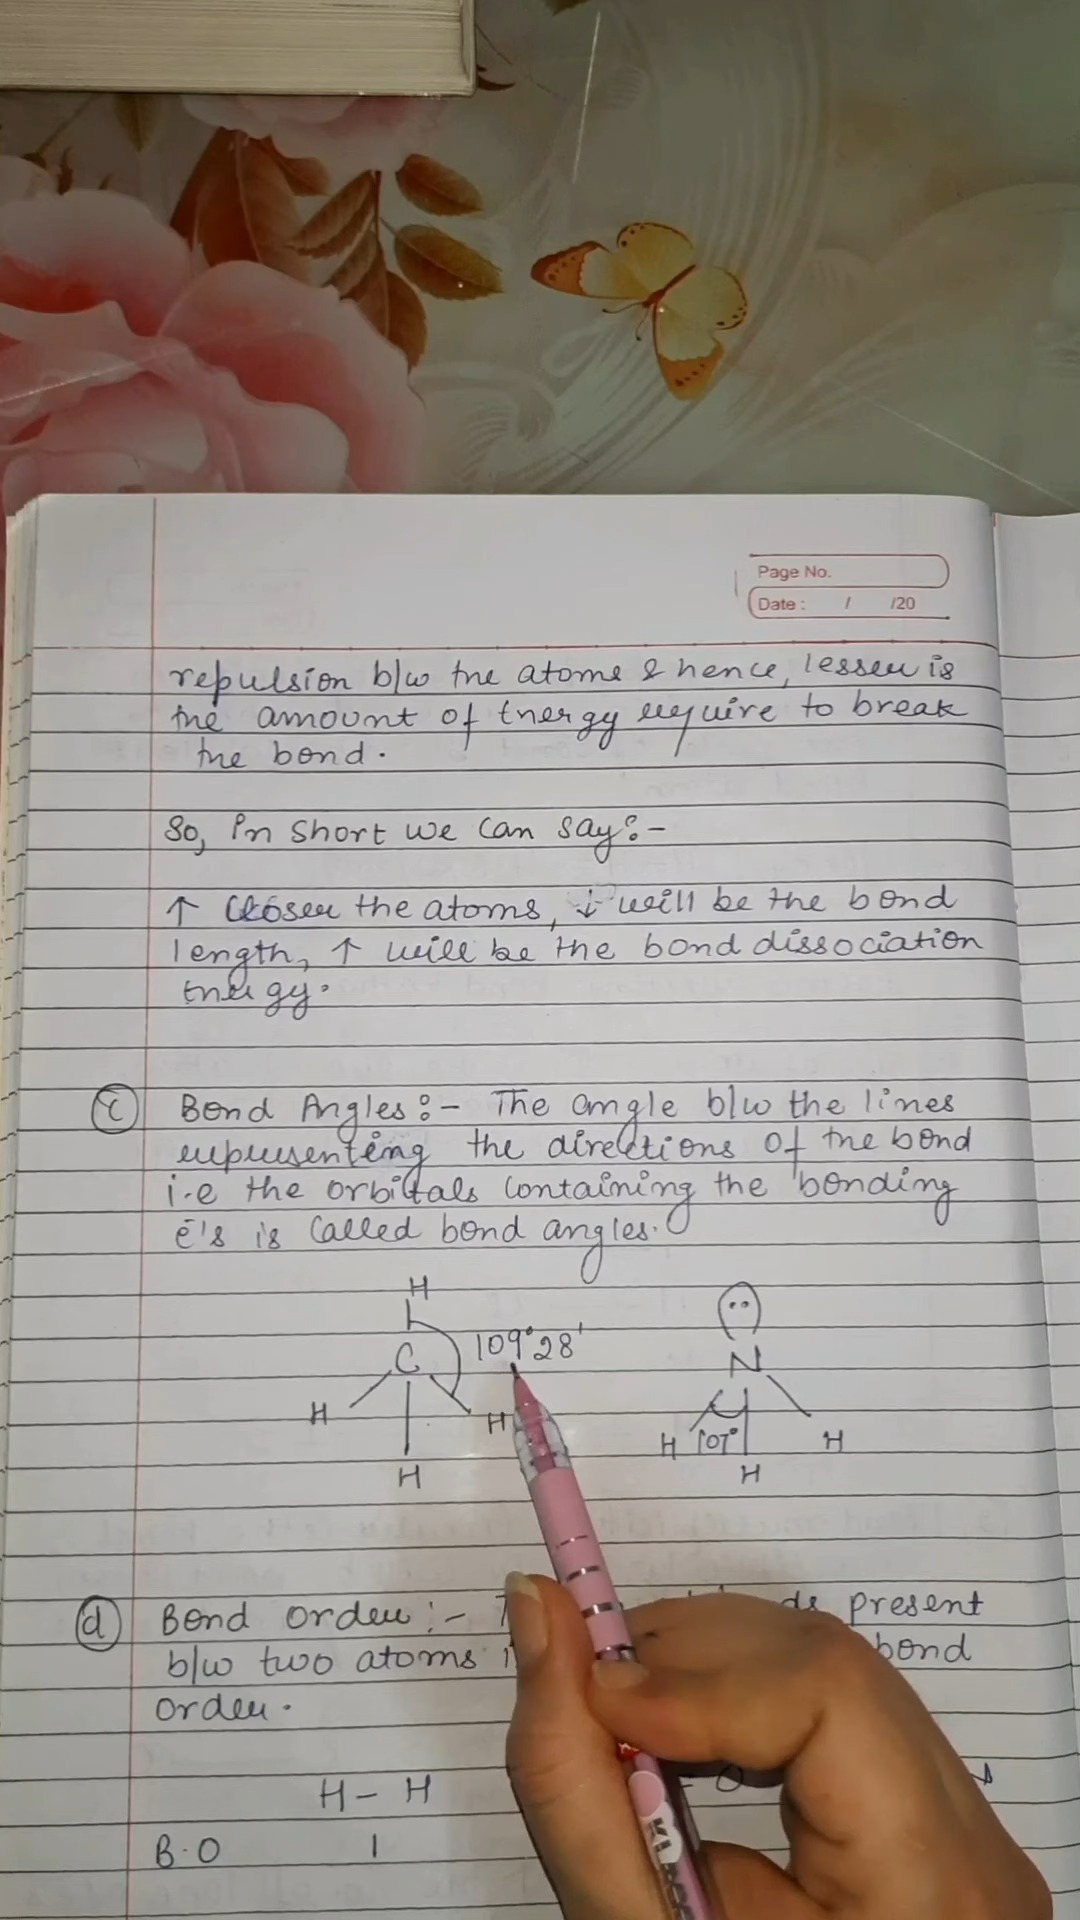 Page No.
Date : / /20
repulsion b/w the atoms & hence, lesser is
the amount of Energy require to break
the bond.
So, in short we can say:-
↑ closer the atoms, ↓ will be the bond
length, ↑ will be the bond dissociation
Energy.
c Bond Angles:- The angle b/w the lines
representing the directions of the bond
i.e the orbitals containing the bonding
e̅'s is called bond angles.
H
C 109°28'
H H
H
N
H 107° H
H
d Bond order:- present
b/w two atoms bond
order.
H - H O
B.O 1